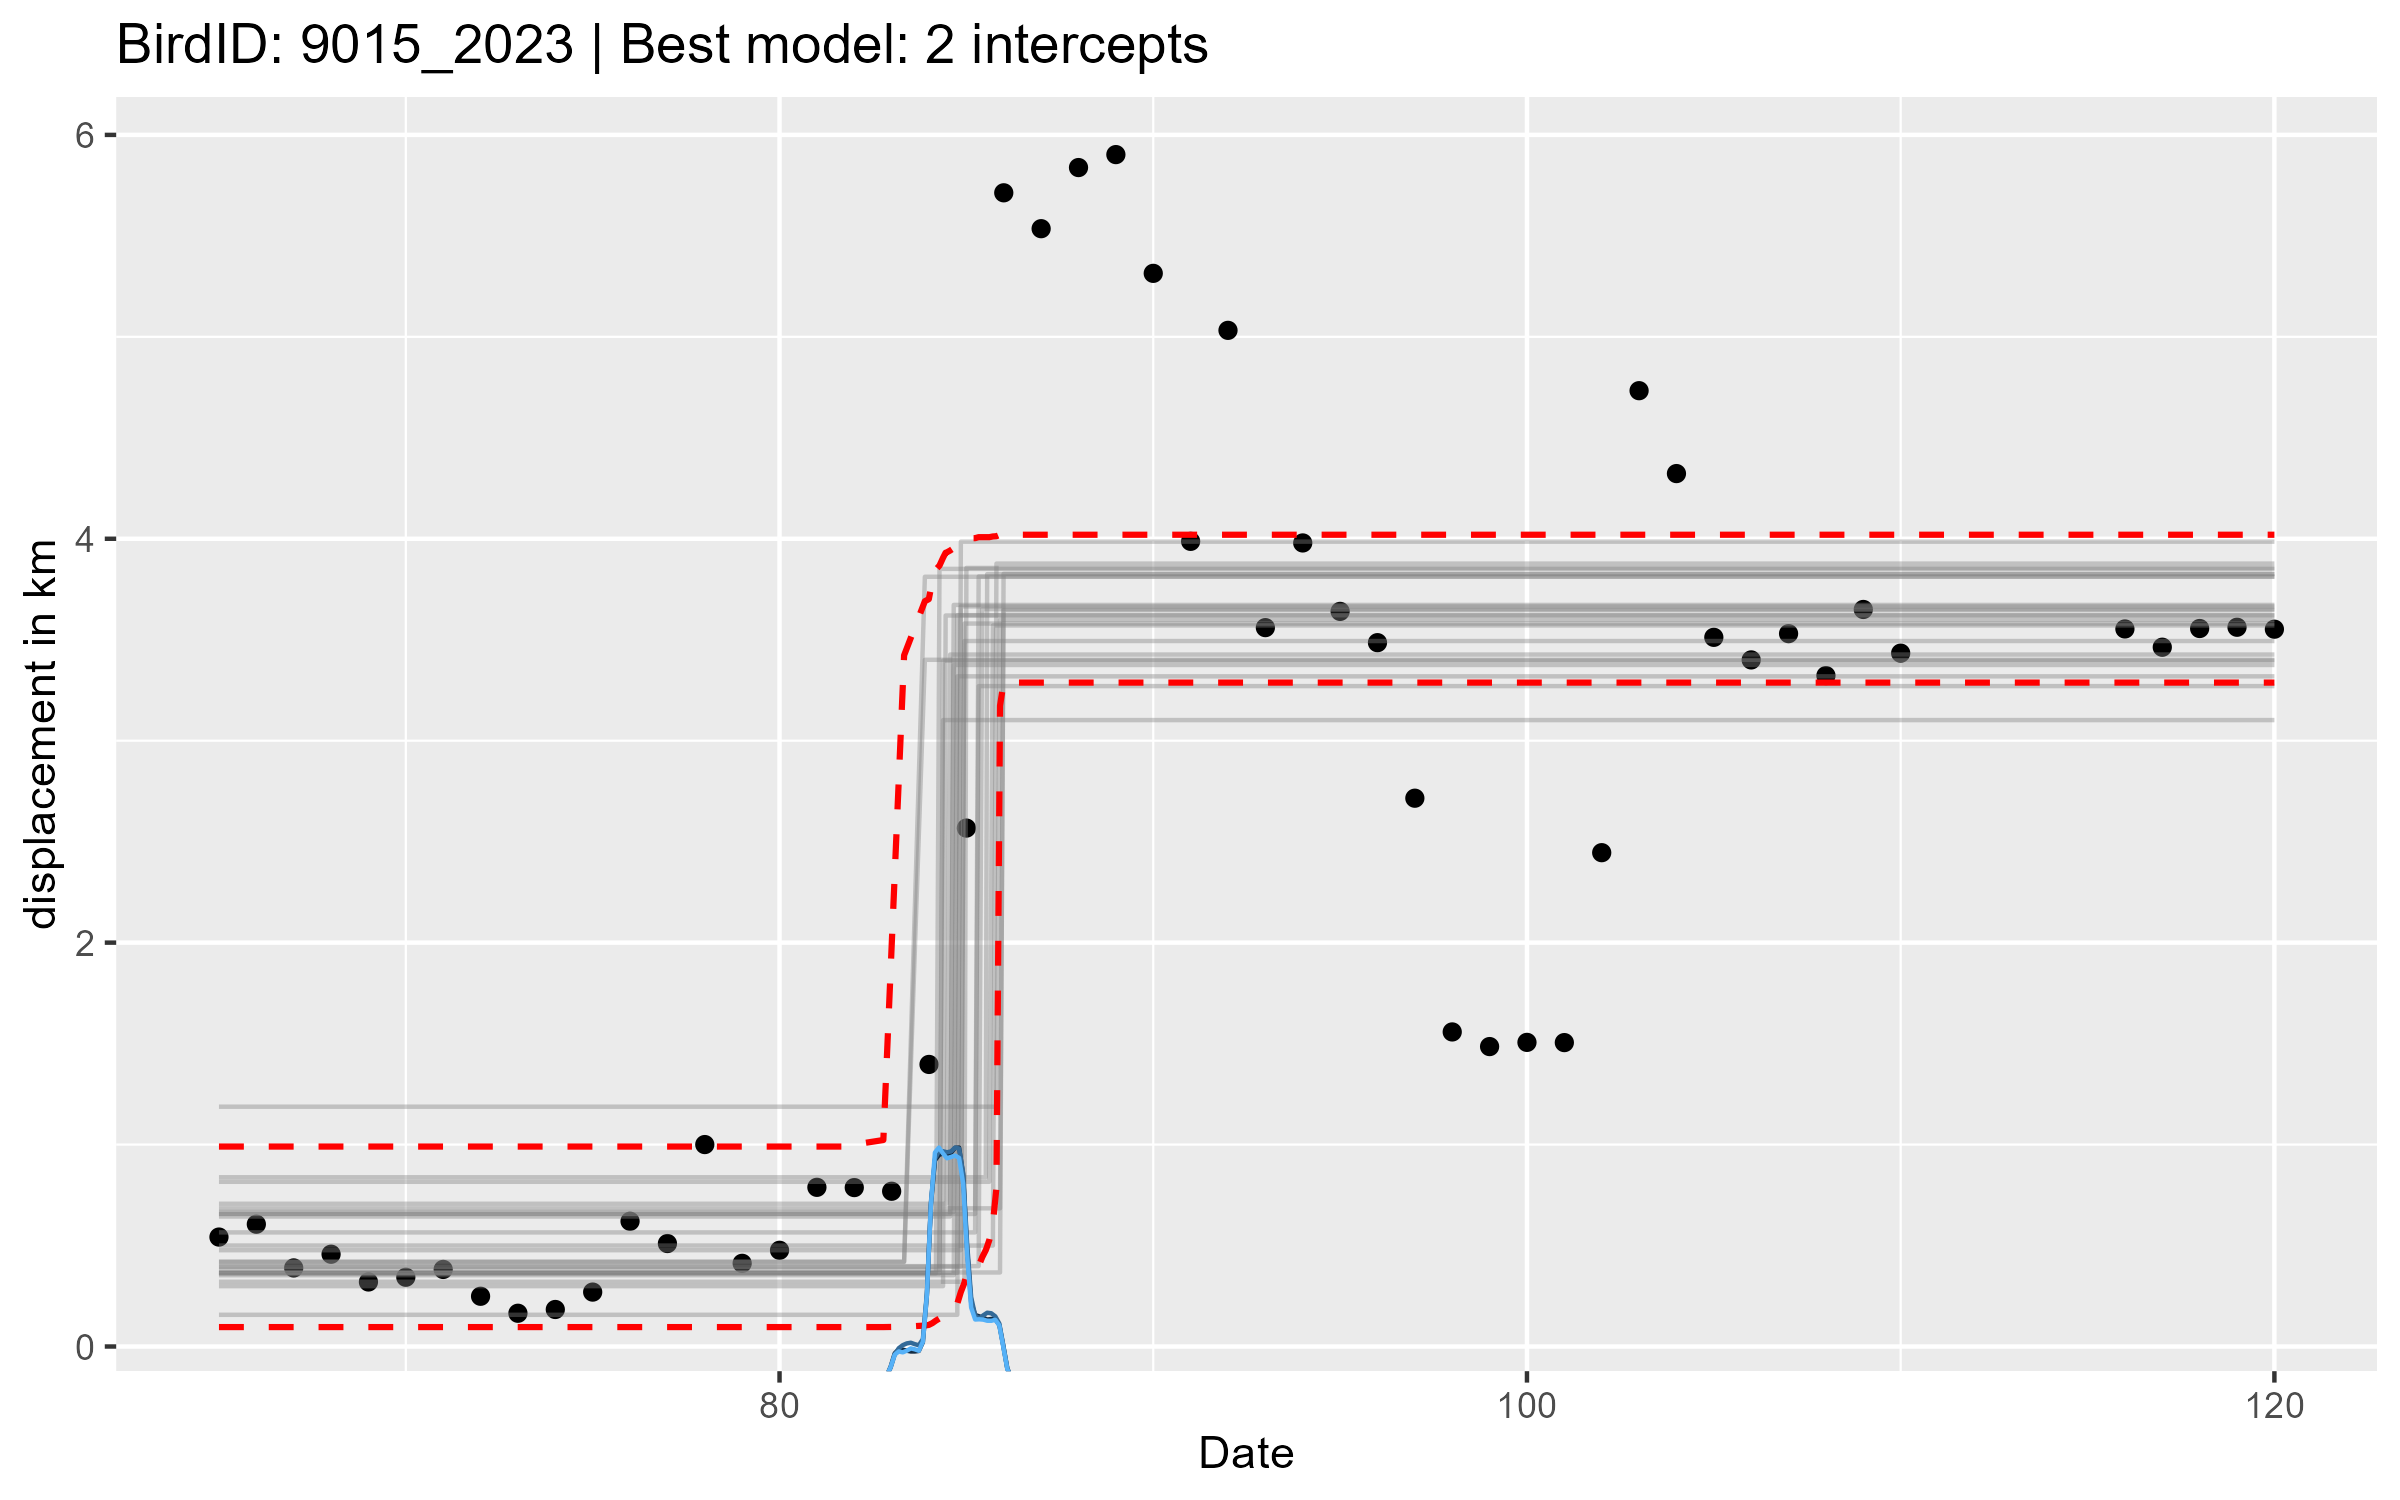 BirdID: 9015_2023 | Best model: 2 intercepts
6
4
2
0
displacement in km
80
100
120
Date